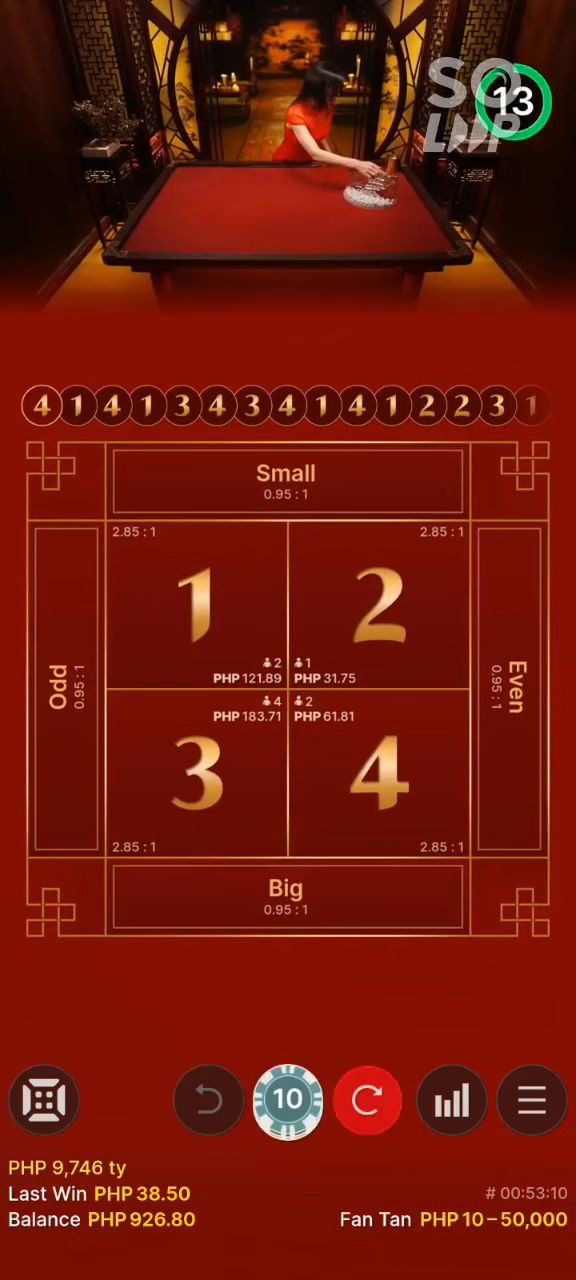 SO
LMP
13
4 1 4 1 3 4 3 4 1 4 1 2 2 3 1
Small
0.95 : 1
2.85 : 1
2.85 : 1
1
2
2
PHP 121.89
1
PHP 31.75
Odd
0.95 : 1
Even
0.95 : 1
4
PHP 183.71
2
PHP 61.81
3
4
2.85 : 1
2.85 : 1
Big
0.95 : 1
10
PHP 9,746 ty
Last Win PHP 38.50
# 00:53:10
Balance PHP 926.80
Fan Tan PHP 10 – 50,000